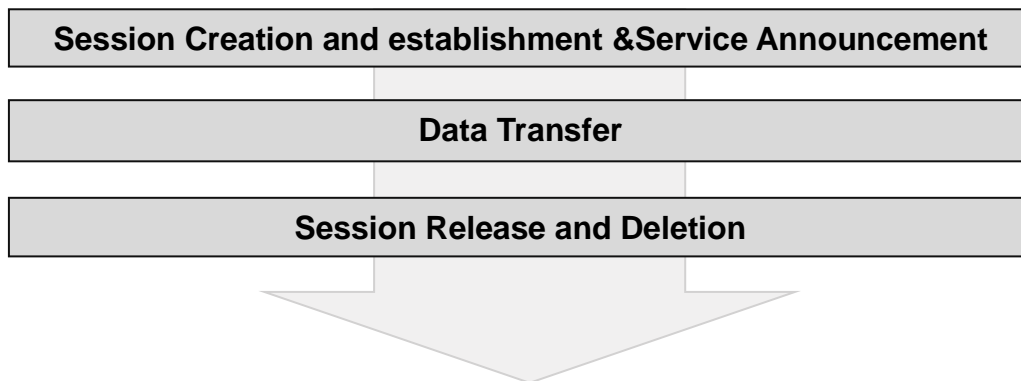 Session Creation and establishment &Service Announcement
Data Transfer
Session Release and Deletion